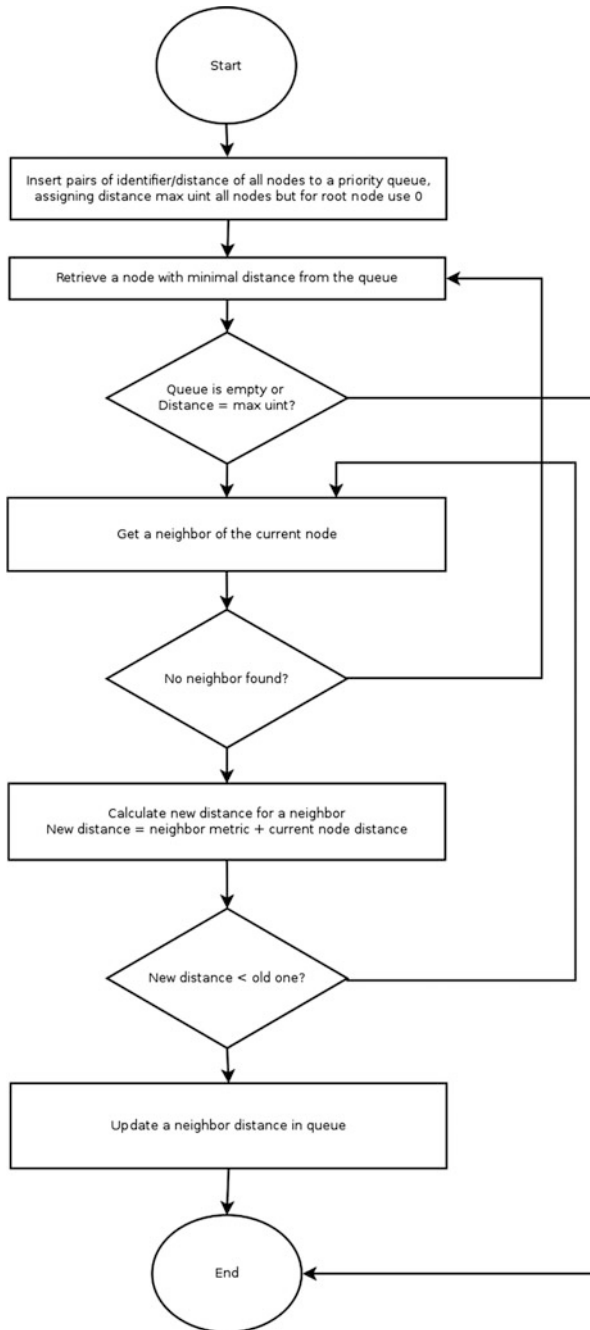 Start
Insert pairs of identifier/distance of all nodes to a priority queue,
assigning distance max uint all nodes but for root node use 0
Retrieve a node with minimal distance from the queue
Queue is empty or
Distance = max uint?
Get a neighbor of the current node
No neighbor found?
Calculate new distance for a neighbor
New distance = neighbor metric + current node distance
New distance < old one?
Update a neighbor distance in queue
End